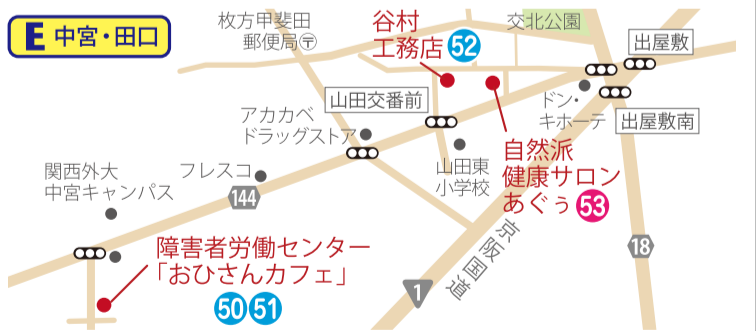 E 中宮・田口
枚方甲斐田
郵便局〒
谷村
工務店 52
交北公園
出屋敷
山田交番前
アカカベ
ドラッグストア
ドン・
キホーテ
出屋敷南
関西外大
中宮キャンパス
フレスコ
山田東
小学校
自然派
健康サロン
あぐぅ 53
144
18
障害者労働センター
「おひさんカフェ」
50 51
1
京阪国道